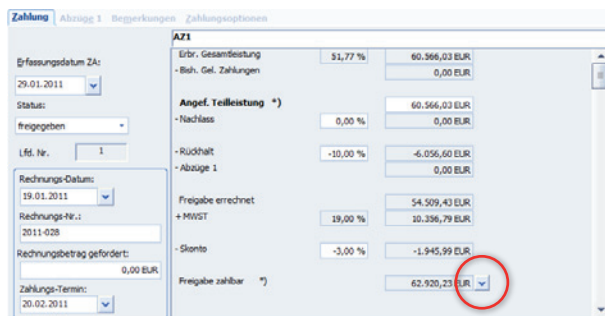 Zahlung Abzüge 1 Bemerkungen Zahlungsoptionen
AZ1
Erfassungsdatum ZA:
29.01.2011
Status:
freigegeben
Lfd. Nr. 1
Rechnungs-Datum:
19.01.2011
Rechnungs-Nr.:
2011-028
Rechnungsbetrag gefordert:
0,00 EUR
Zahlungs-Termin:
20.02.2011
Erbr. Gesamtleistung 51,77 % 60.566,03 EUR
- Bish. Gel. Zahlungen 0,00 EUR
Angef. Teilleistung *) 60.566,03 EUR
- Nachlass 0,00 % 0,00 EUR
- Rückhalt -10,00 % -6.056,60 EUR
- Abzüge 1 0,00 EUR
Freigabe errechnet 54.509,43 EUR
+ MWST 19,00 % 10.356,79 EUR
- Skonto -3,00 % -1.945,99 EUR
Freigabe zahlbar *) 62.920,23 EUR